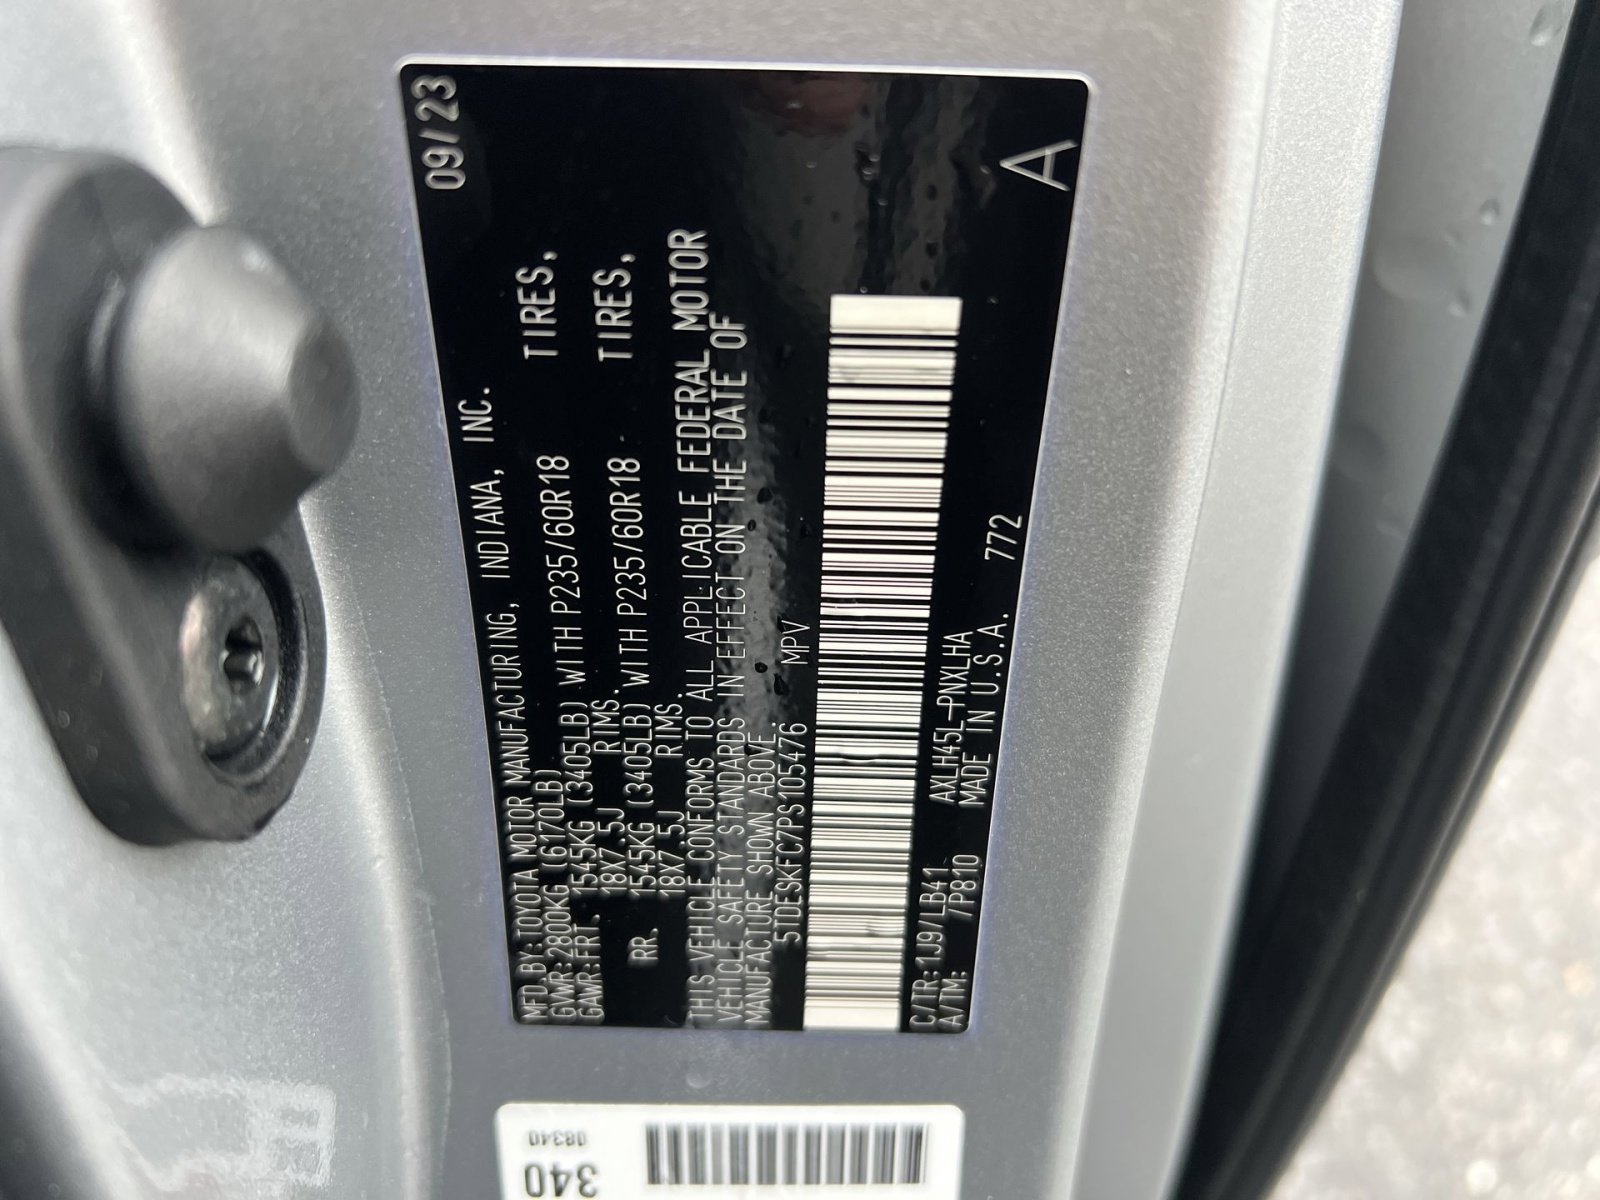 MFD.BY:TOYOTA MOTOR MANUFACTURING, INDIANA, INC. 09/23
GVWR:2800KG (6170LB)
GAWR:FRT. 1545KG (3405LB) WITH P235/60R18 TIRES,
18X7.5J RIMS.
RR. 1545KG (3405LB) WITH P235/60R18 TIRES,
18X7.5J RIMS.
THIS VEHICLE CONFORMS TO ALL APPLICABLE FEDERAL MOTOR
VEHICLE SAFETY STANDARDS IN EFFECT ON THE DATE OF
MANUFACTURE SHOWN ABOVE.
5TDESKFC7PS105476 MPV
C/TR:1J9/LB41 AXLH45L-PNXLHA
A/TM: /P810 MADE IN U.S.A. 772
A
340
08340